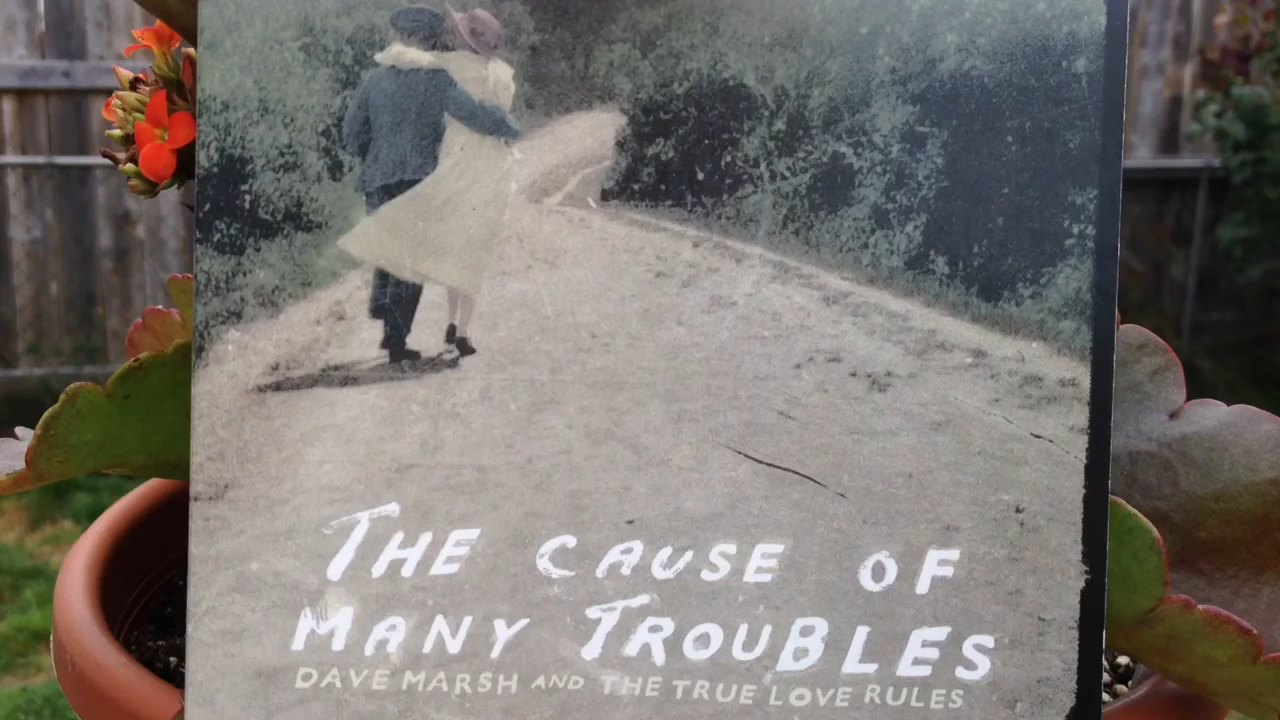 THE CAUSE OF
MANY TROUBLES
DAVE MARSH AND THE TRUE LOVE RULES